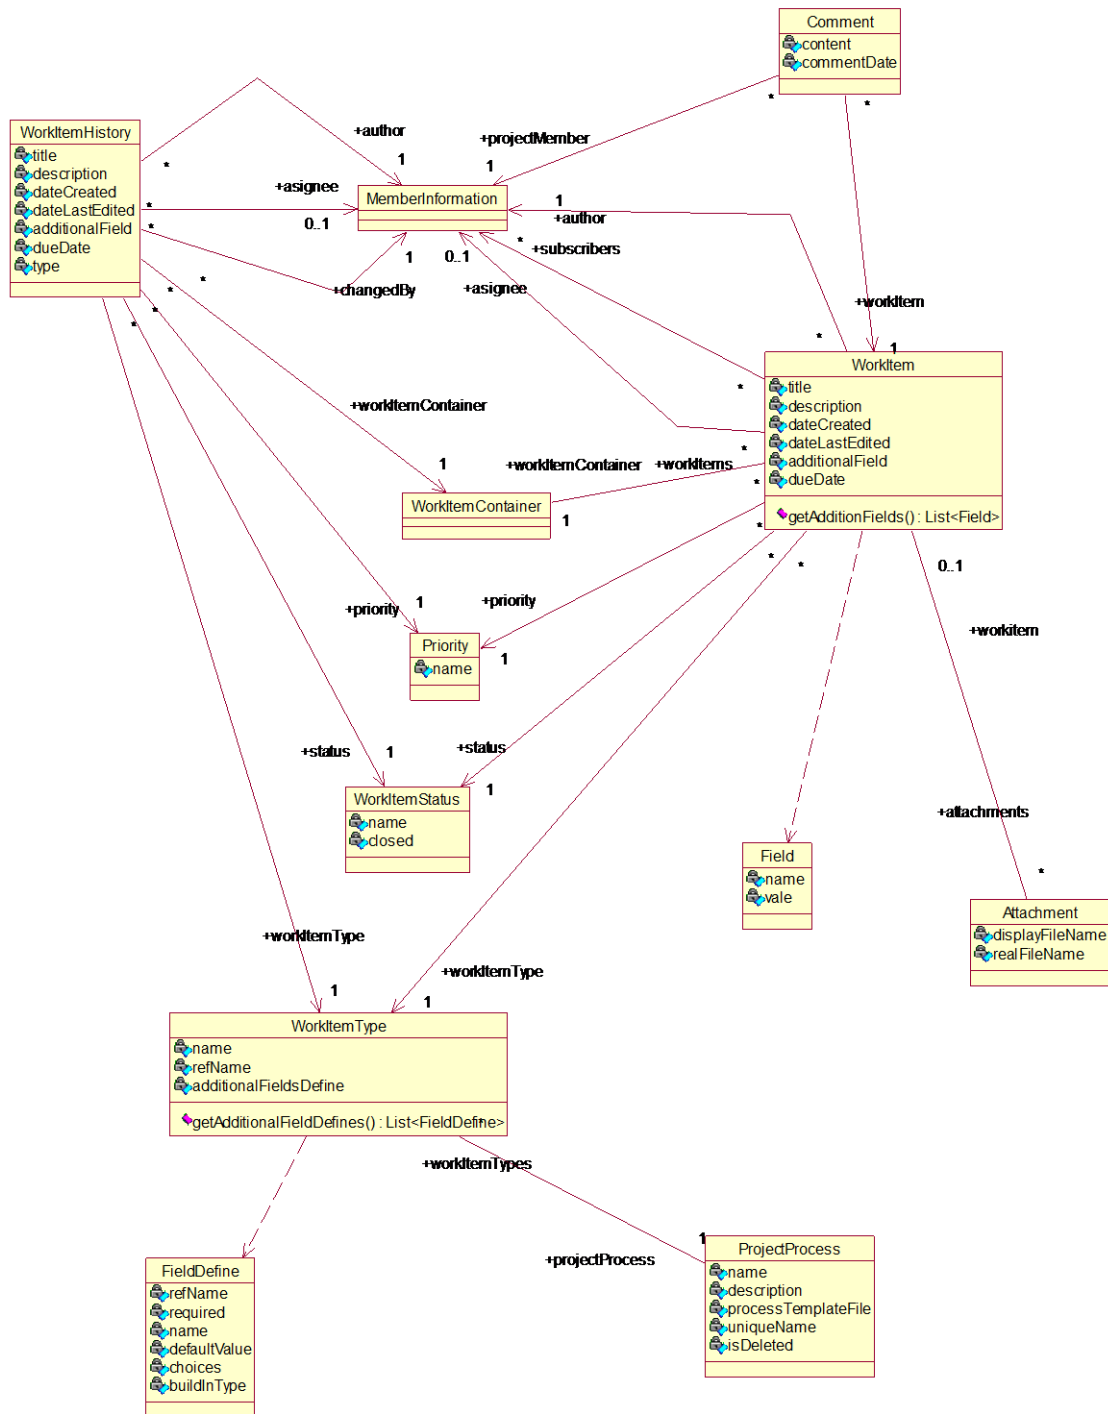 Comment
content
commentDate
*
*
+author
*
1
+projectMember
1
WorkItemHistory
title
description
dateCreated
dateLastEdited
additionalField
dueDate
type
+asignee
*
0..1
MemberInformation
1
+author
*
+changedBy
1
0..1
*
+subscribers
+asignee
*
*
+workItem
1
*
*
*
*
*
WorkItem
title
description
dateCreated
dateLastEdited
additionalField
dueDate
getAdditionFields() : List<Field>
+workItemContainer
1
+workItemContainer
+workItems
*
*
WorkItemContainer
1
*
*
*
0..1
+priority
1
+priority
1
Priority
name
+workitem
+status
1
+status
1
WorkItemStatus
name
closed
+attachments
*
Field
name
vale
Attachment
displayFileName
realFileName
+workItemType
1
+workItemType
1
WorkItemType
name
refName
additionalFieldsDefine
getAdditionalFieldDefines() : List<FieldDefine>
*
+workItemTypes
+projectProcess
1
ProjectProcess
name
description
processTemplateFile
uniqueName
isDeleted
FieldDefine
refName
required
name
defaultValue
choices
buildInType